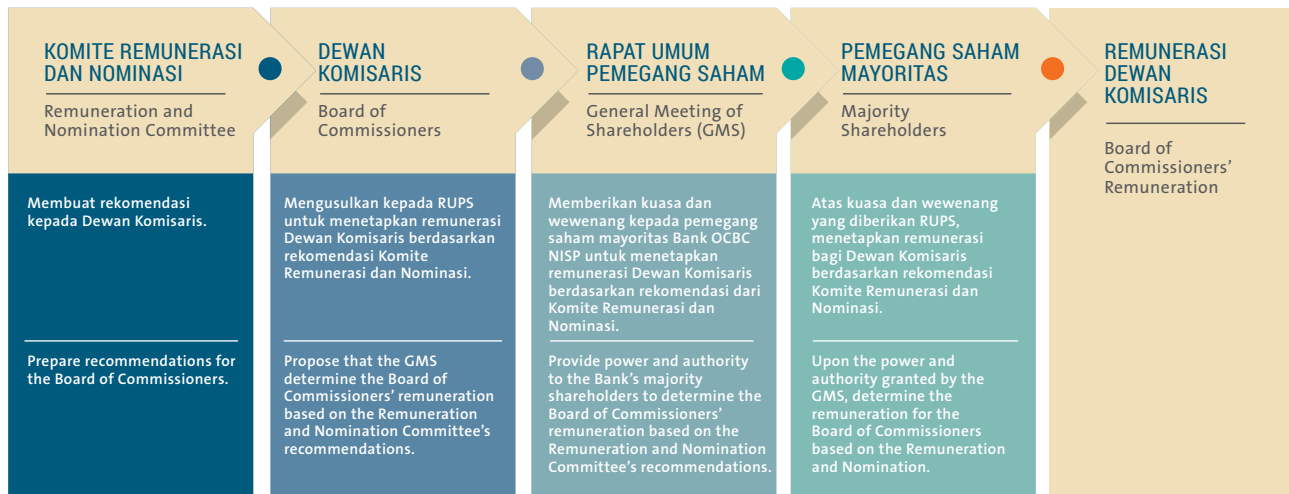 KOMITE REMUNERASI
DAN NOMINASI
Remuneration and
Nomination Committee
Membuat rekomendasi
kepada Dewan Komisaris.
Prepare recommendations for
the Board of Commissioners.
DEWAN
KOMISARIS
Board of
Commissioners
Mengusulkan kepada RUPS
untuk menetapkan remunerasi
Dewan Komisaris berdasarkan
rekomendasi Komite
Remunerasi dan Nominasi.
Propose that the GMS
determine the Board of
Commissioners’ remuneration
based on the Remuneration
and Nomination Committee’s
recommendations.
RAPAT UMUM
PEMEGANG SAHAM
General Meeting of
Shareholders (GMS)
Memberikan kuasa dan
wewenang kepada pemegang
saham mayoritas Bank OCBC
NISP untuk menetapkan
remunerasi Dewan Komisaris
berdasarkan rekomendasi dari
Komite Remunerasi dan
Nominasi.
Provide power and authority
to the Bank’s majority
shareholders to determine the
Board of Commissioners’
remuneration based on the
Remuneration and Nomination
Committee’s recommendations.
PEMEGANG SAHAM
MAYORITAS
Majority
Shareholders
Atas kuasa dan wewenang
yang diberikan RUPS,
menetapkan remunerasi
bagi Dewan Komisaris
berdasarkan rekomendasi
Komite Remunerasi dan
Nominasi.
Upon the power and
authority granted by the
GMS, determine the
remuneration for the
Board of Commissioners
based on the Remuneration
and Nomination.
REMUNERASI
DEWAN
KOMISARIS
Board of
Commissioners’
Remuneration